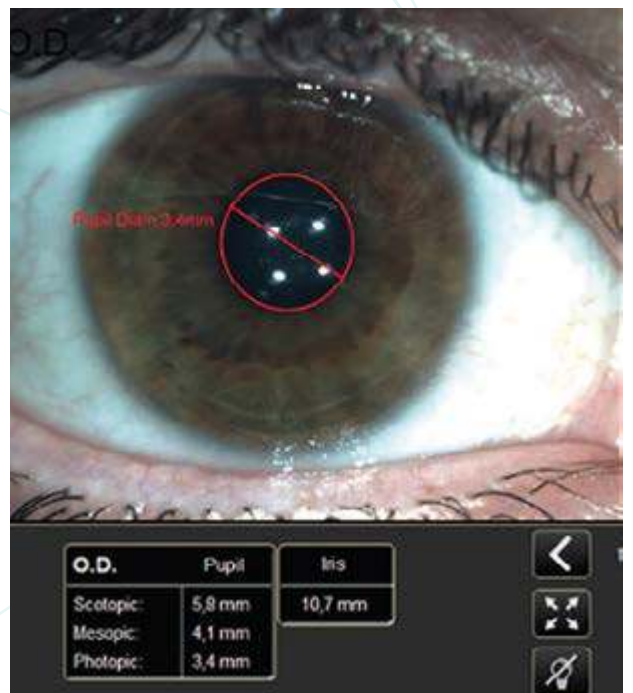 O.D.
Pupil Diam 3.4mm
O.D. Pupil Iris
Scotopic: 5,8 mm 10,7 mm
Mesopic: 4,1 mm
Photopic: 3,4 mm